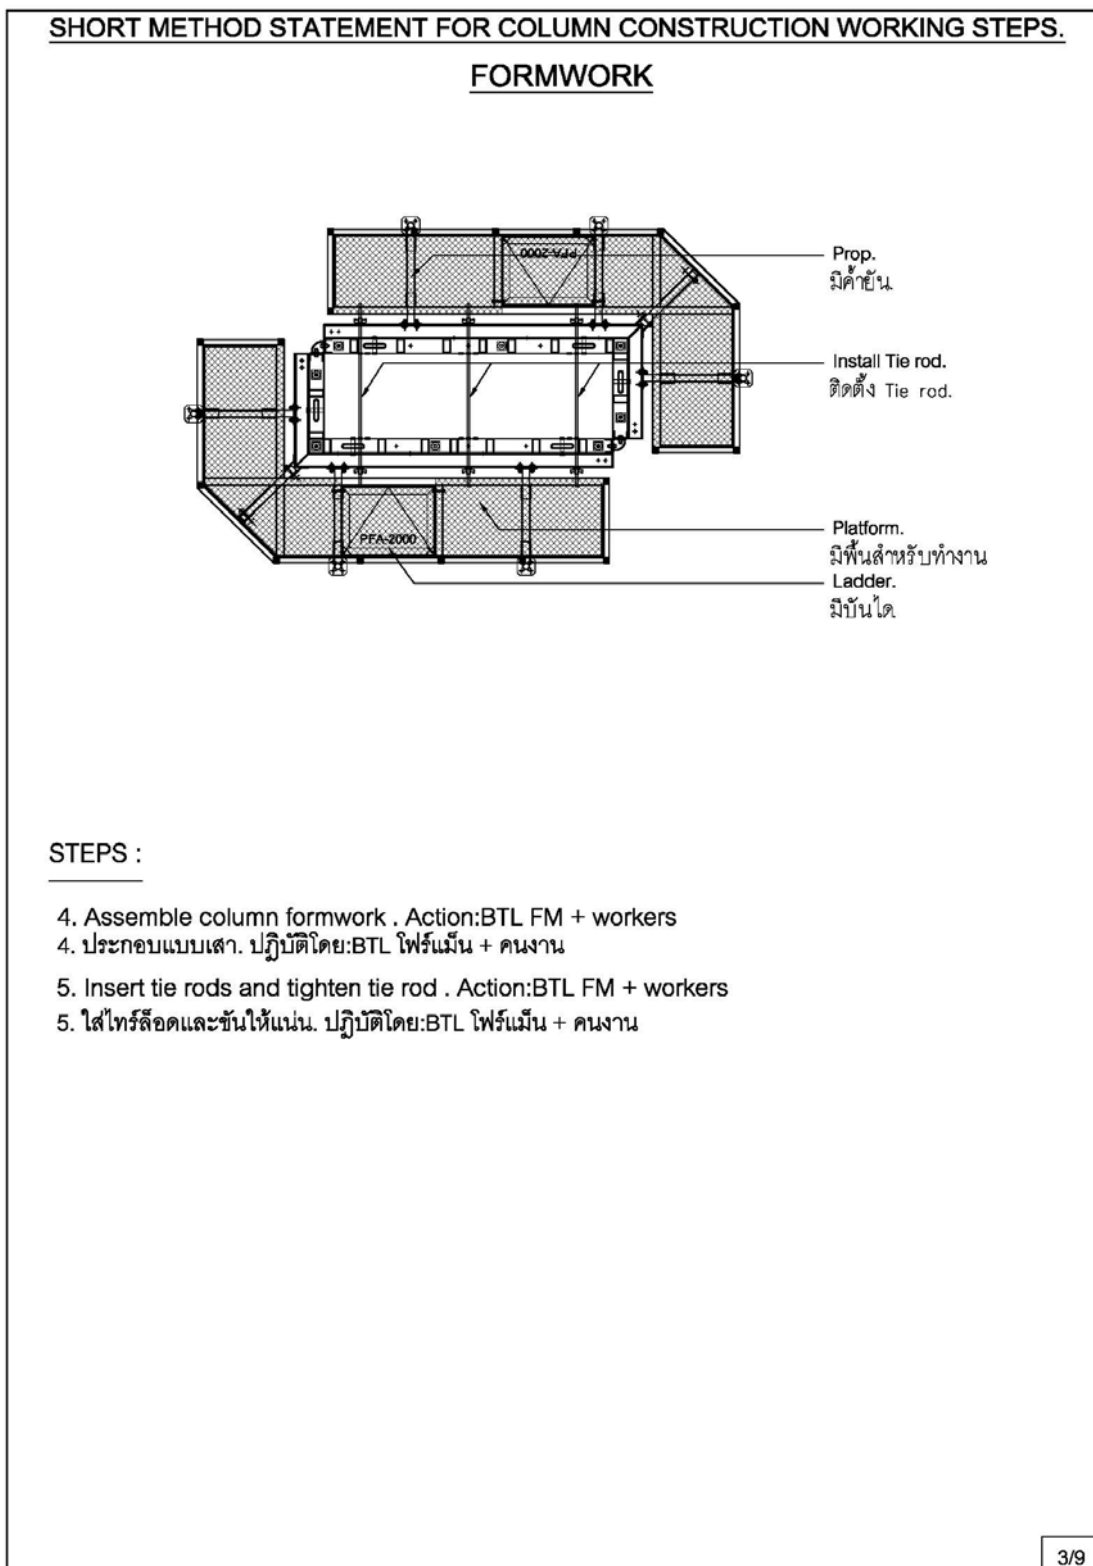 SHORT METHOD STATEMENT FOR COLUMN CONSTRUCTION WORKING STEPS.
FORMWORK
PFA-2000
Prop.
มีค้ำยัน
Install Tie rod.
ติดตั้ง Tie rod.
PFA-2000
Platform.
มีพื้นสำหรับทำงาน
Ladder.
มีบันได
STEPS :
4. Assemble column formwork . Action:BTL FM + workers
4. ประกอบแบบเสา. ปฎิบัติโดย:BTL โฟร์แม็น + คนงาน
5. Insert tie rods and tighten tie rod . Action:BTL FM + workers
5. ใส่ไทร์ล็อดและขันให้แน่น. ปฎิบัติโดย:BTL โฟร์แม็น + คนงาน
3/9